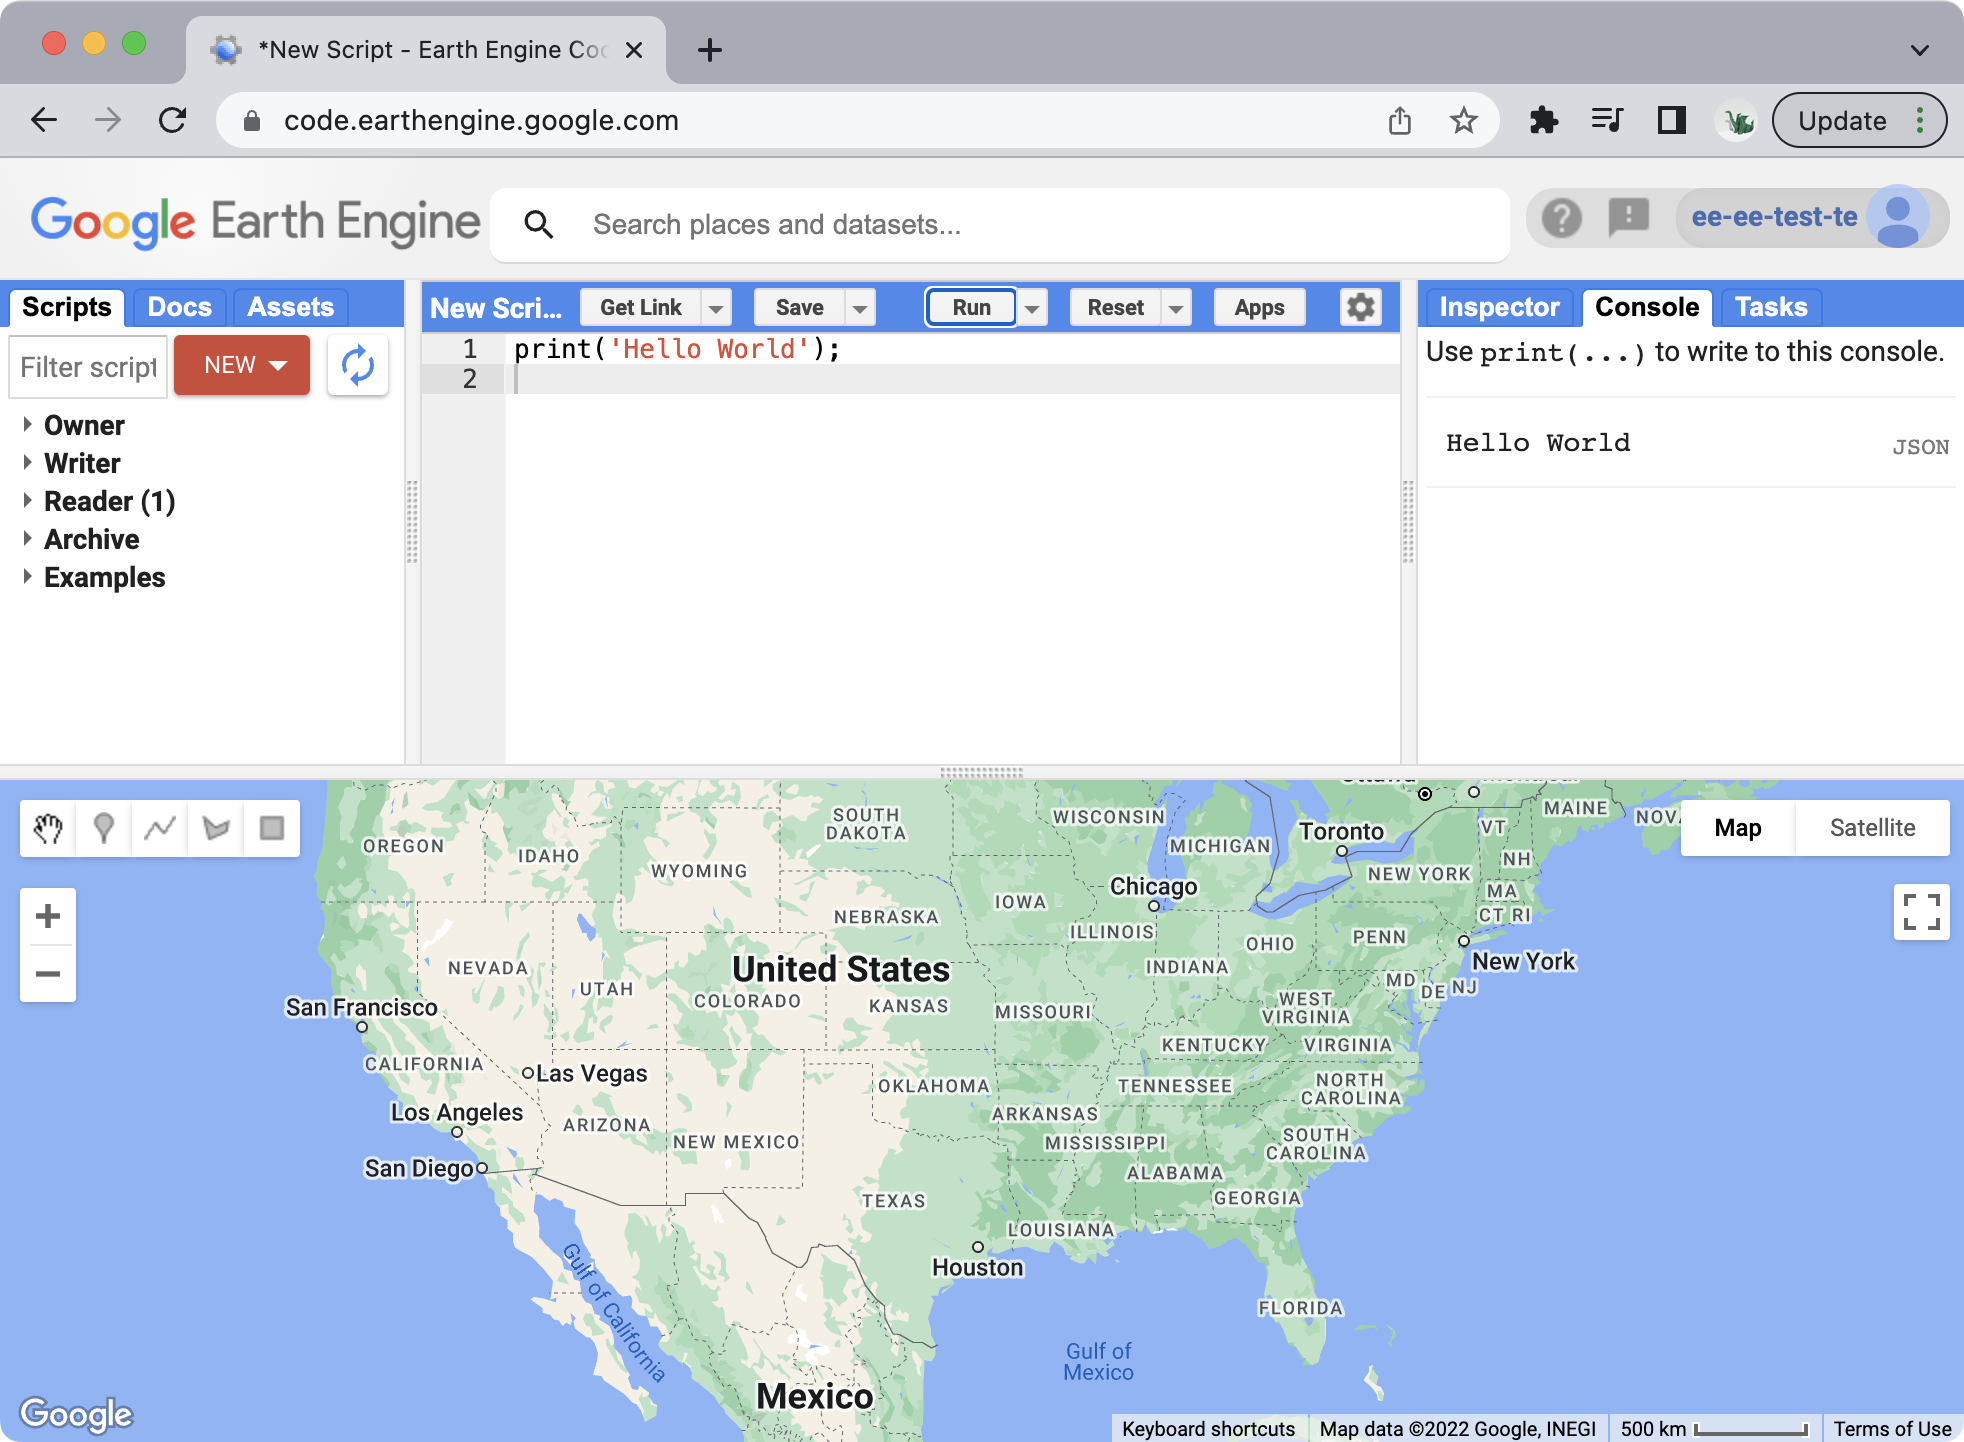 *New Script - Earth Engine Co
code.earthengine.google.com
Update
Google Earth Engine
Search places and datasets...
ee-ee-test-te
Scripts Docs Assets
New Scri... Get Link Save Run Reset Apps
Inspector Console Tasks
Filter script NEW
Owner
Writer
Reader (1)
Archive
Examples
1 print('Hello World');
2
Use print(...) to write to this console.
Hello World JSON
Map Satellite
OREGON
IDAHO
WYOMING
SOUTH
DAKOTA
WISCONSIN
MICHIGAN
Toronto
VT
MAINE
NH
NEW YORK
MA
CT RI
NEBRASKA
IOWA
Chicago
ILLINOIS
OHIO
PENN
New York
NEVADA
UTAH
United States
COLORADO
KANSAS
MISSOURI
INDIANA
WEST
VIRGINIA
MD
DE
NJ
San Francisco
CALIFORNIA
Las Vegas
KENTUCKY
VIRGINIA
Los Angeles
ARIZONA
NEW MEXICO
OKLAHOMA
ARKANSAS
TENNESSEE
NORTH
CAROLINA
San Diego
MISSISSIPPI
ALABAMA
SOUTH
CAROLINA
TEXAS
LOUISIANA
GEORGIA
Houston
FLORIDA
Gulf of California
Gulf of
Mexico
Mexico
Google
Keyboard shortcuts Map data ©2022 Google, INEGI 500 km Terms of Use